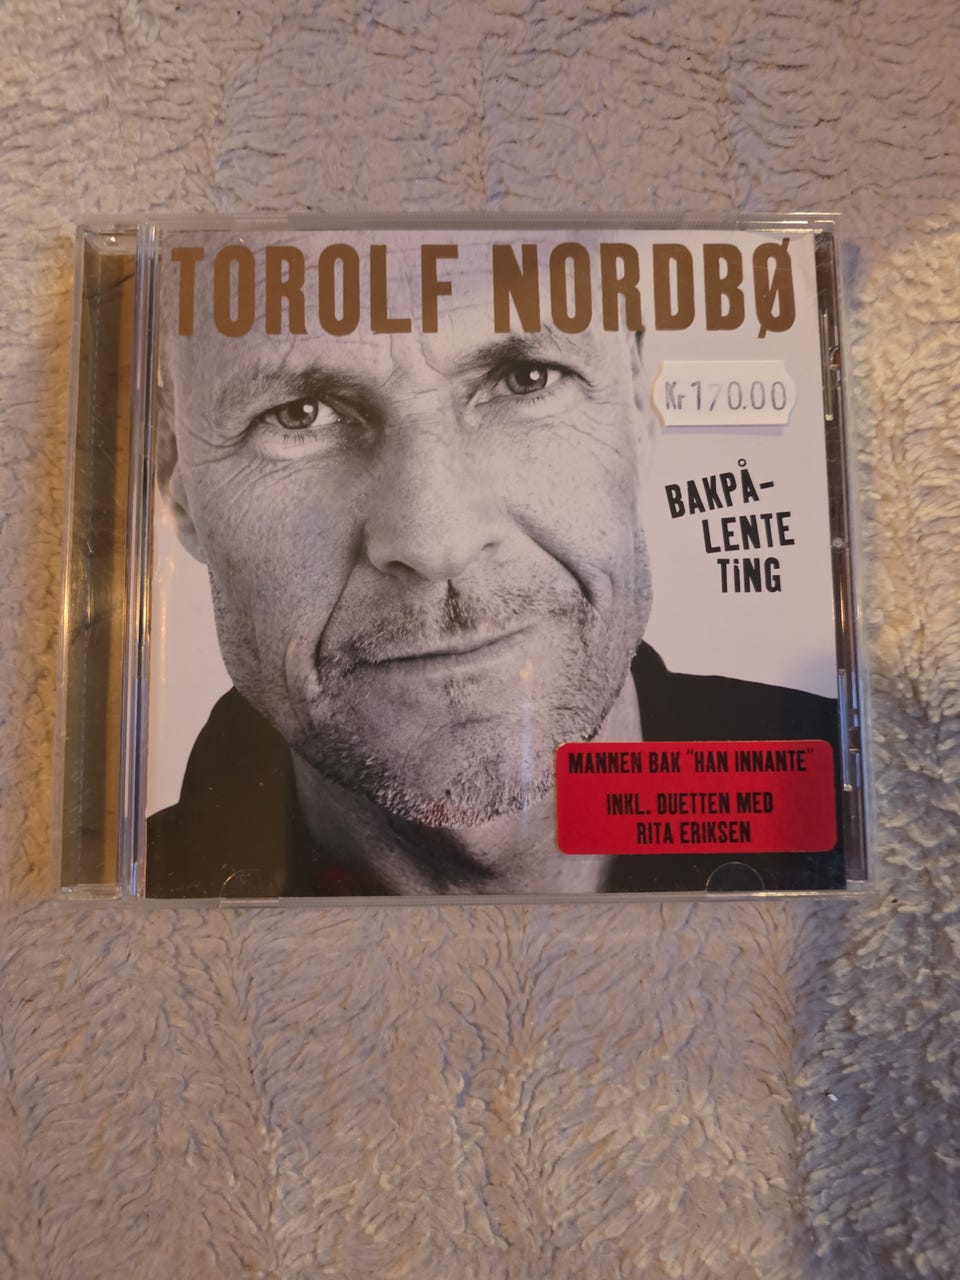 TOROLF NORDBØ
Kr 170.00
BAKPÅ-
LENTE
TiNG
MANNEN BAK "HAN INNANTE"
INKL. DUETTEN MED
RITA ERIKSEN